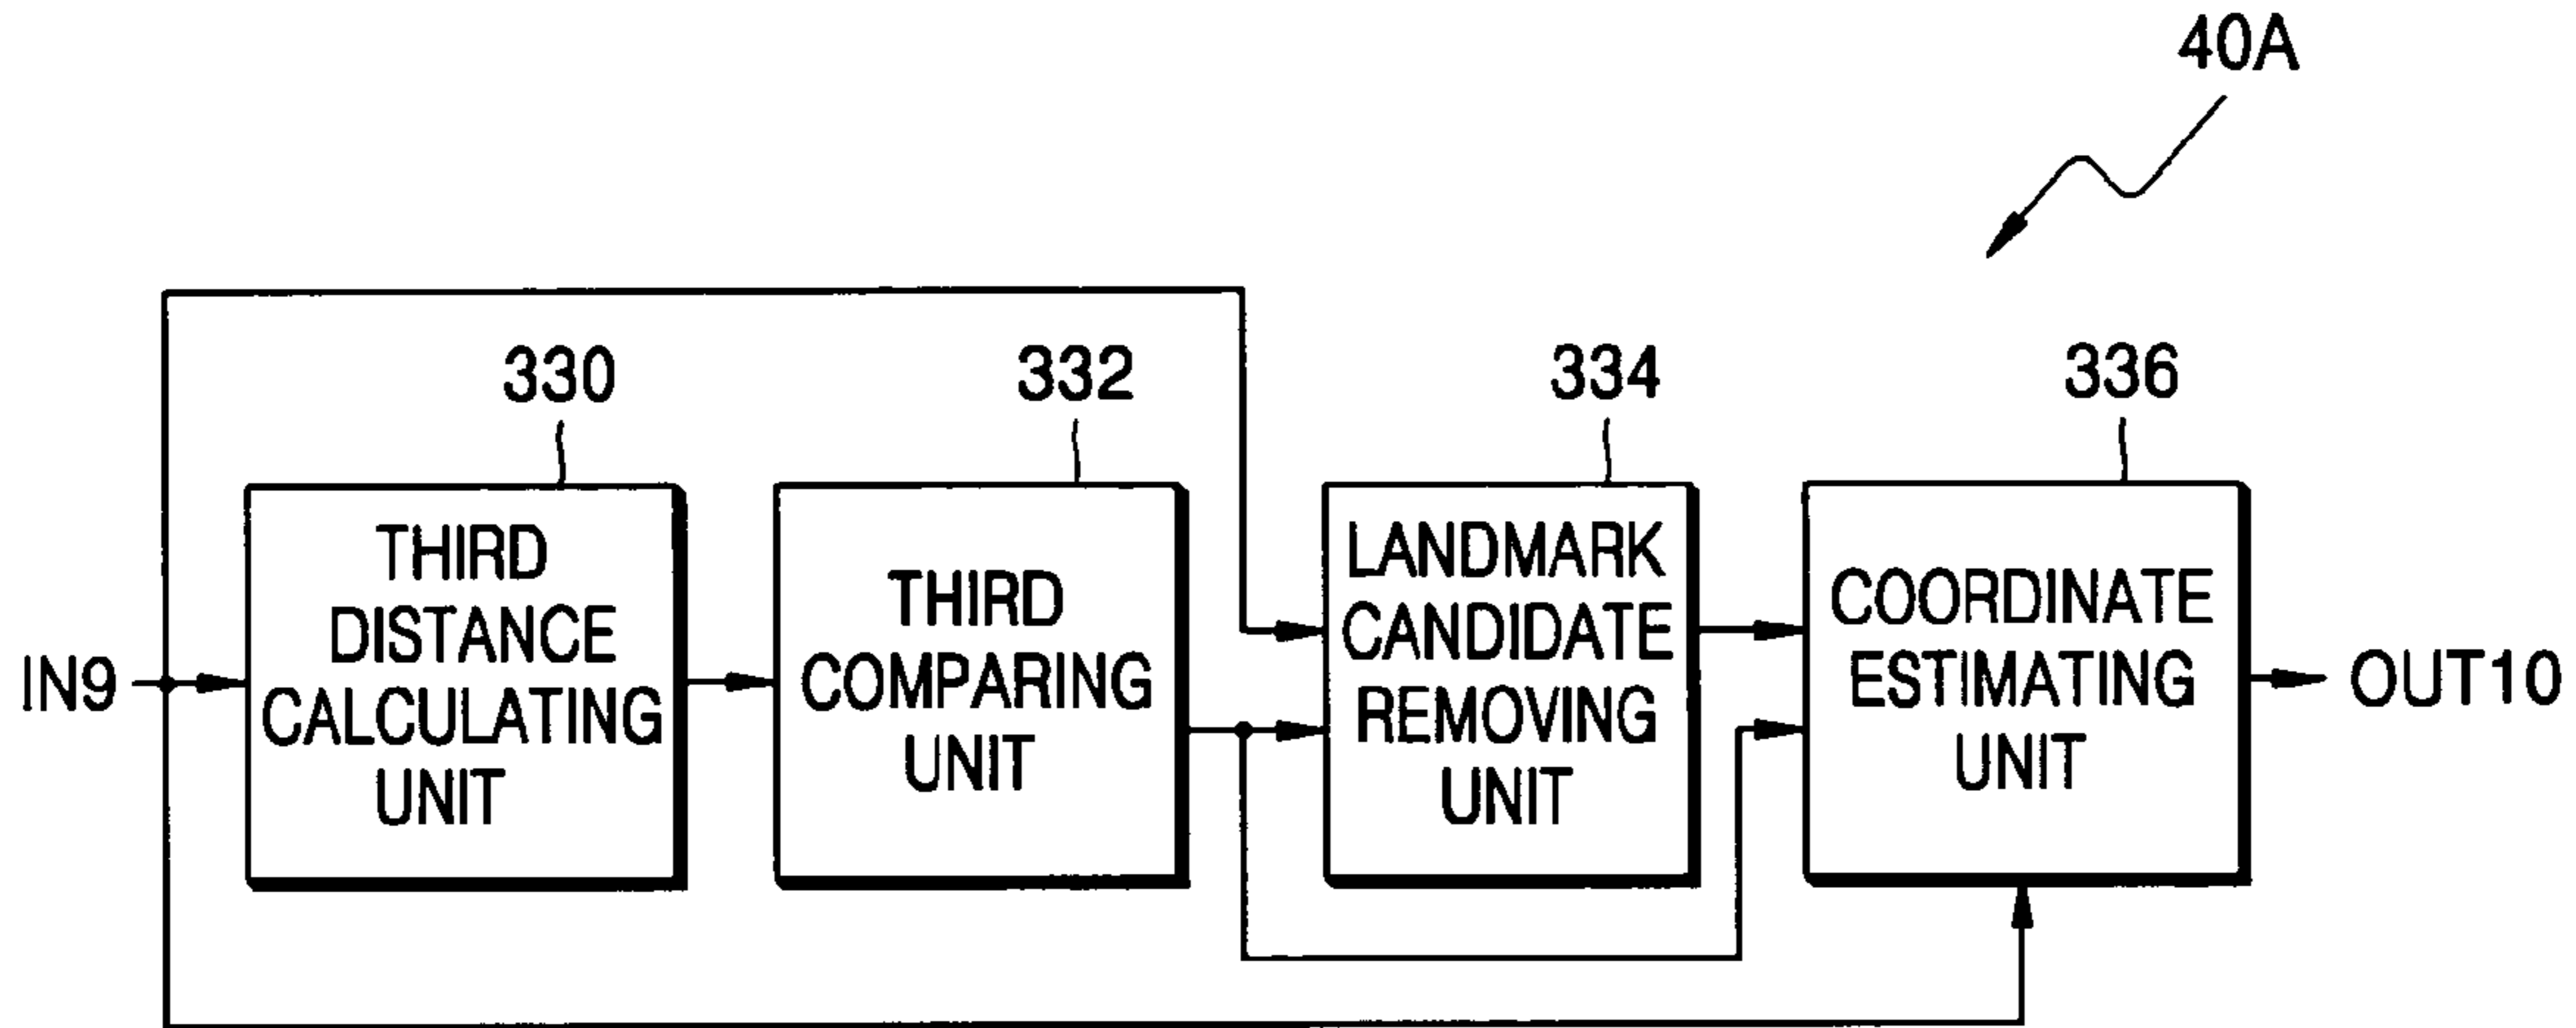 40A
330
332
334
336
IN9
THIRD
DISTANCE
CALCULATING
UNIT
THIRD
COMPARING
UNIT
LANDMARK
CANDIDATE
REMOVING
UNIT
COORDINATE
ESTIMATING
UNIT
OUT10